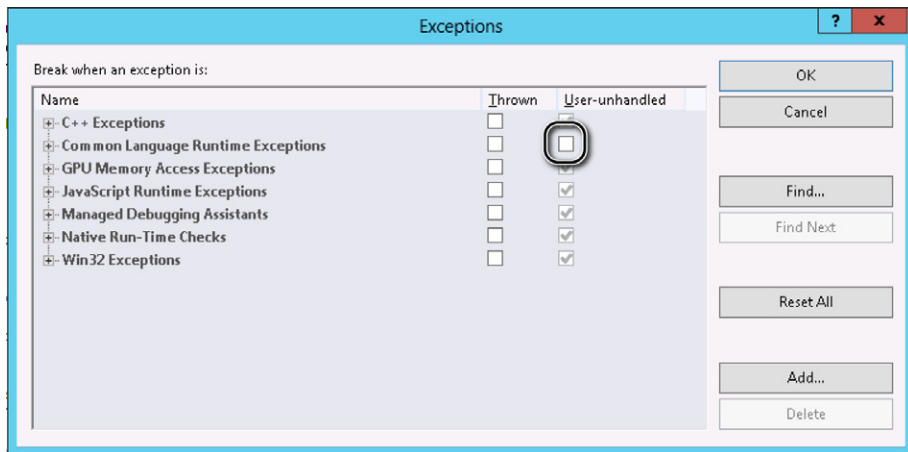 Exceptions
? x
Break when an exception is:
OK
Name Thrown User-unhandled
Cancel
C++ Exceptions
Common Language Runtime Exceptions
GPU Memory Access Exceptions
JavaScript Runtime Exceptions
Find...
Managed Debugging Assistants
Find Next
Native Run-Time Checks
Win32 Exceptions
Reset All
Add...
Delete